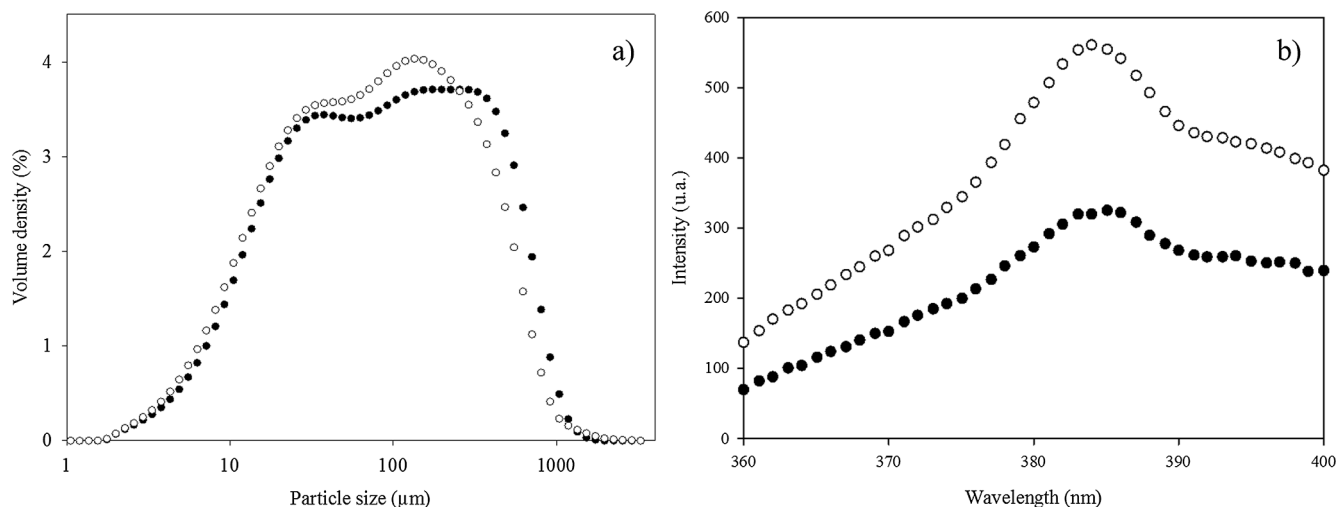 a)
Volume density (%)
4
3
2
1
0
1 10 100 1000
Particle size (µm)
b)
Intensity (u.a.)
600
500
400
300
200
100
0
360 370 380 390 400
Wavelength (nm)